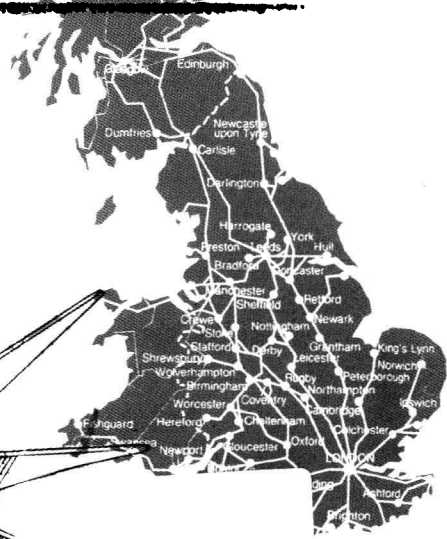 Edinburgh
Dumfries
Newcastle
upon Tyne
Carlisle
Darlington
Harrogate
York
Preston
Leeds
Hull
Bradford
Doncaster
Manchester
Sheffield
Retford
Crewe
Newark
Stoke
Nottingham
Stafford
Derby
Grantham
King's Lynn
Shrewsbury
Leicester
Norwich
Wolverhampton
Peterborough
Birmingham
Rugby
Northampton
Worcester
Coventry
Cambridge
Ipswich
Fishguard
Hereford
Cheltenham
Colchester
Swansea
Newport
Gloucester
Oxford
LONDON
ding
Ashford
Brighton